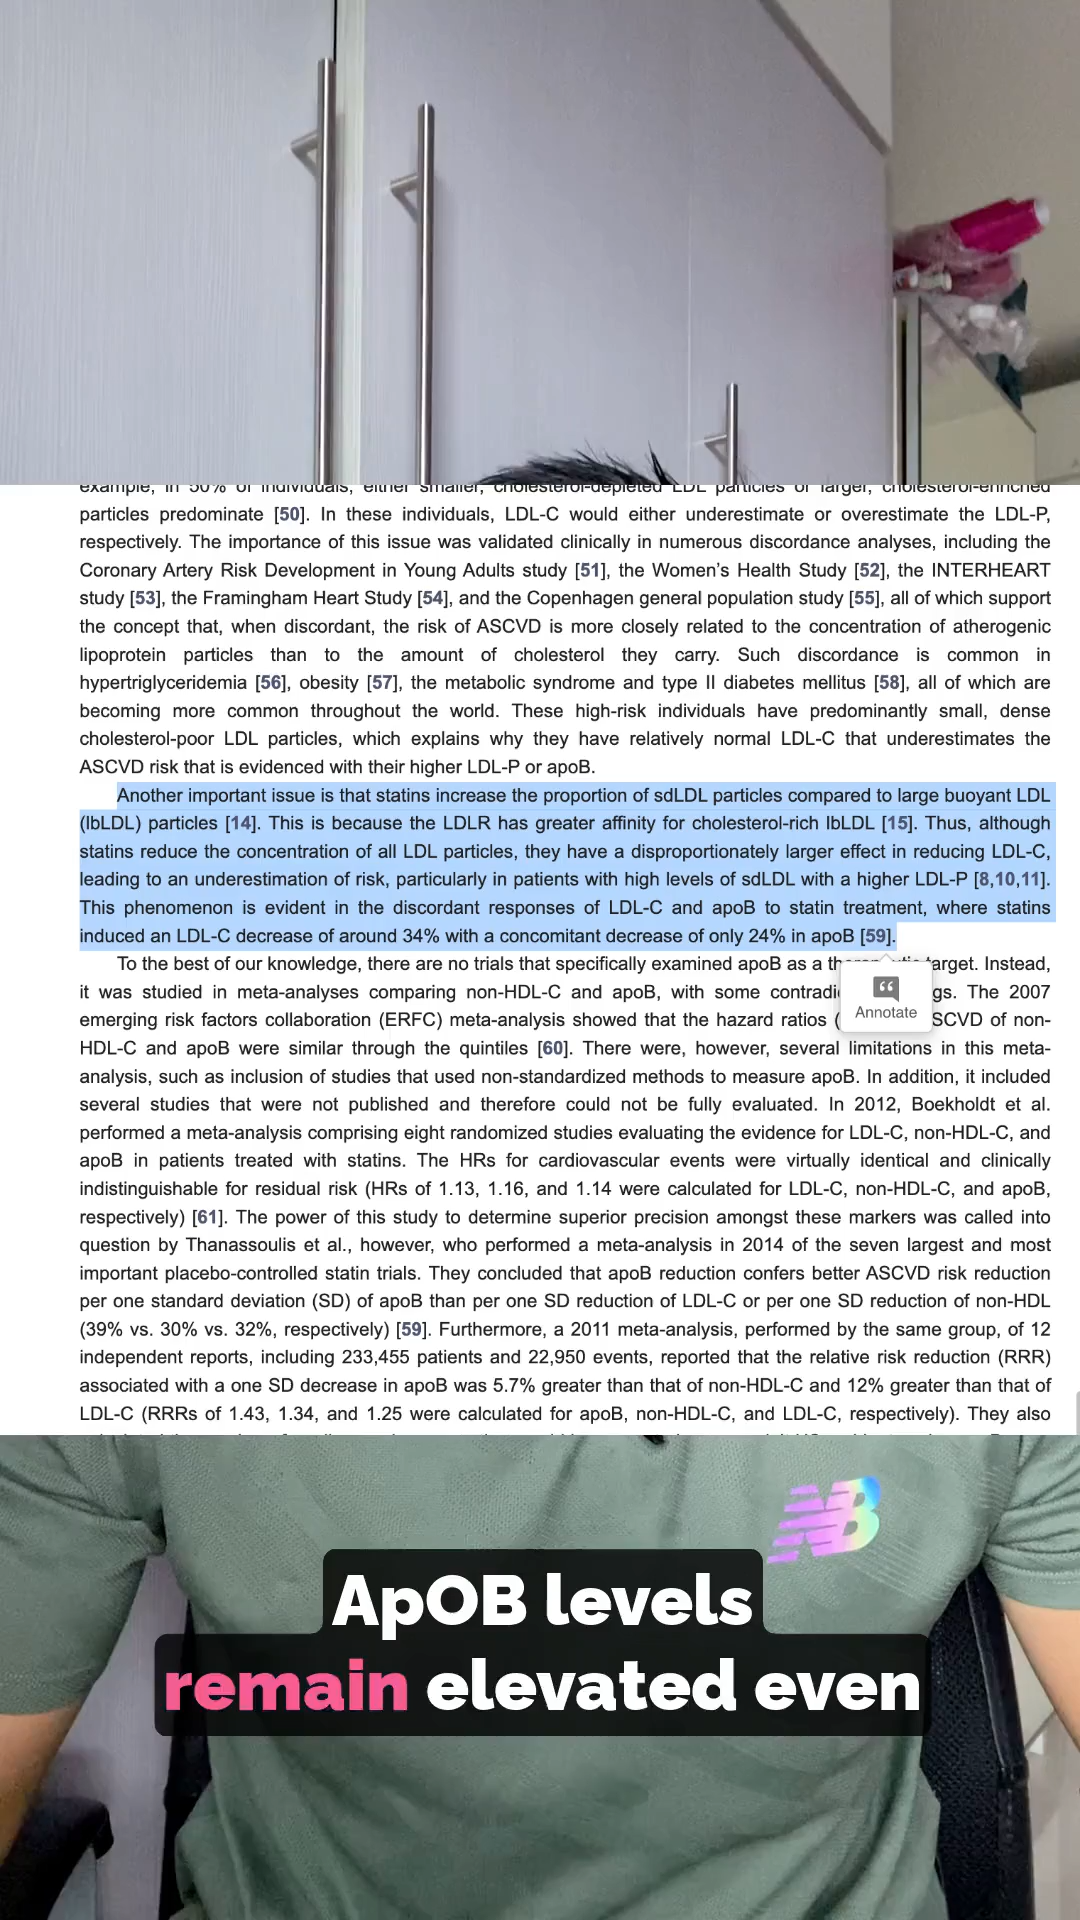 example, in 50% of individuals, either smaller, cholesterol-depleted LDL particles or larger, cholesterol-enriched
particles predominate [50]. In these individuals, LDL-C would either underestimate or overestimate the LDL-P,
respectively. The importance of this issue was validated clinically in numerous discordance analyses, including the
Coronary Artery Risk Development in Young Adults study [51], the Women's Health Study [52], the INTERHEART
study [53], the Framingham Heart Study [54], and the Copenhagen general population study [55], all of which support
the concept that, when discordant, the risk of ASCVD is more closely related to the concentration of atherogenic
lipoprotein particles than to the amount of cholesterol they carry. Such discordance is common in
hypertriglyceridemia [56], obesity [57], the metabolic syndrome and type II diabetes mellitus [58], all of which are
becoming more common throughout the world. These high-risk individuals have predominantly small, dense
cholesterol-poor LDL particles, which explains why they have relatively normal LDL-C that underestimates the
ASCVD risk that is evidenced with their higher LDL-P or apoB.
Another important issue is that statins increase the proportion of sdLDL particles compared to large buoyant LDL
(lbLDL) particles [14]. This is because the LDLR has greater affinity for cholesterol-rich lbLDL [15]. Thus, although
statins reduce the concentration of all LDL particles, they have a disproportionately larger effect in reducing LDL-C,
leading to an underestimation of risk, particularly in patients with high levels of sdLDL with a higher LDL-P [8,10,11].
This phenomenon is evident in the discordant responses of LDL-C and apoB to statin treatment, where statins
induced an LDL-C decrease of around 34% with a concomitant decrease of only 24% in apoB [59].
To the best of our knowledge, there are no trials that specifically examined apoB as a target. Instead,
it was studied in meta-analyses comparing non-HDL-C and apoB, with some The 2007
Annotate
emerging risk factors collaboration (ERFC) meta-analysis showed that the hazard ratios of non-
HDL-C and apoB were similar through the quintiles [60]. There were, however, several limitations in this meta-
analysis, such as inclusion of studies that used non-standardized methods to measure apoB. In addition, it included
several studies that were not published and therefore could not be fully evaluated. In 2012, Boekholdt et al.
performed a meta-analysis comprising eight randomized studies evaluating the evidence for LDL-C, non-HDL-C, and
apoB in patients treated with statins. The HRs for cardiovascular events were virtually identical and clinically
indistinguishable for residual risk (HRs of 1.13, 1.16, and 1.14 were calculated for LDL-C, non-HDL-C, and apoB,
respectively) [61]. The power of this study to determine superior precision amongst these markers was called into
question by Thanassoulis et al., however, who performed a meta-analysis in 2014 of the seven largest and most
important placebo-controlled statin trials. They concluded that apoB reduction confers better ASCVD risk reduction
per one standard deviation (SD) of apoB than per one SD reduction of LDL-C or per one SD reduction of non-HDL
(39% vs. 30% vs. 32%, respectively) [59]. Furthermore, a 2011 meta-analysis, performed by the same group, of 12
independent reports, including 233,455 patients and 22,950 events, reported that the relative risk reduction (RRR)
associated with a one SD decrease in apoB was 5.7% greater than that of non-HDL-C and 12% greater than that of
LDL-C (RRRs of 1.43, 1.34, and 1.25 were calculated for apoB, non-HDL-C, and LDL-C, respectively). They also
NB
ApOB levels
remain elevated even